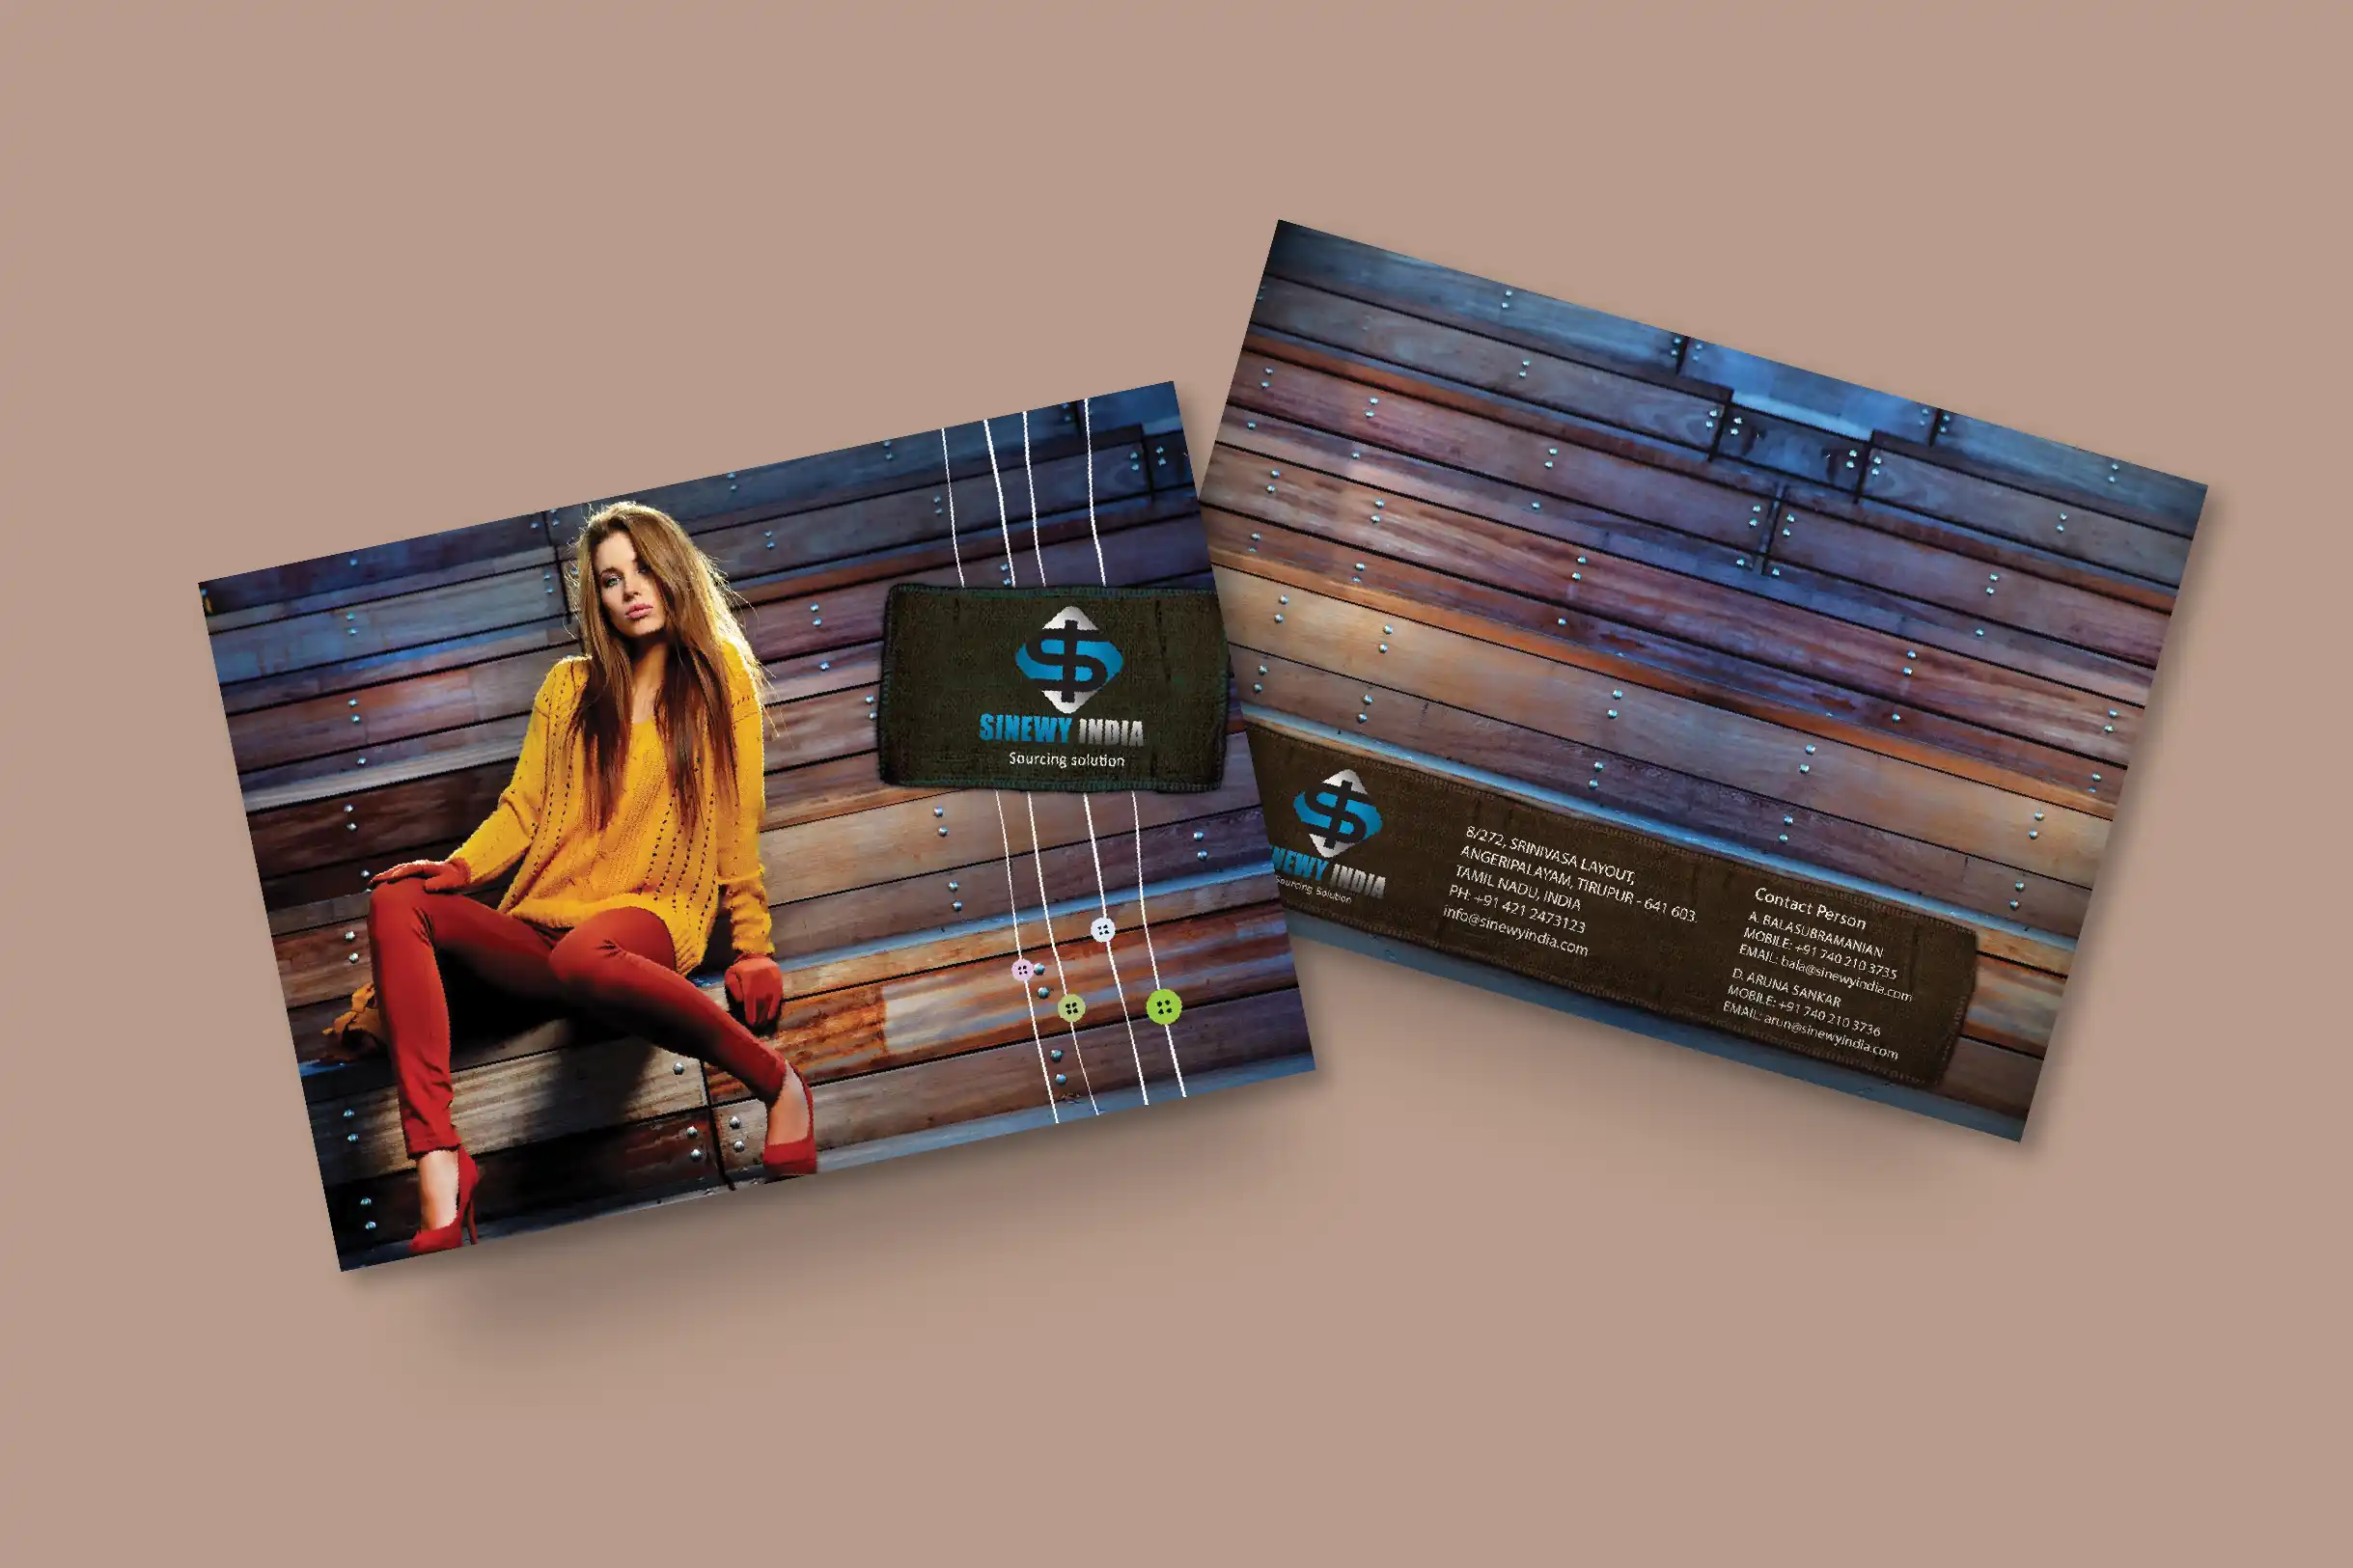 SINEWY INDIA
Sourcing solution
NEWY INDIA
Sourcing Solution
8/272, SRINIVASA LAYOUT,
ANGERIPALAYAM, TIRUPUR - 641 603.
TAMIL NADU, INDIA
PH: +91 421 2473123
info@sinewyindia.com
Contact Person
A. BALASUBRAMANIAN
MOBILE: +91 740 210 3735
EMAIL: bala@sinewyindia.com
D. ARUNA SANKAR
MOBILE: +91 740 210 3736
EMAIL: arun@sinewyindia.com